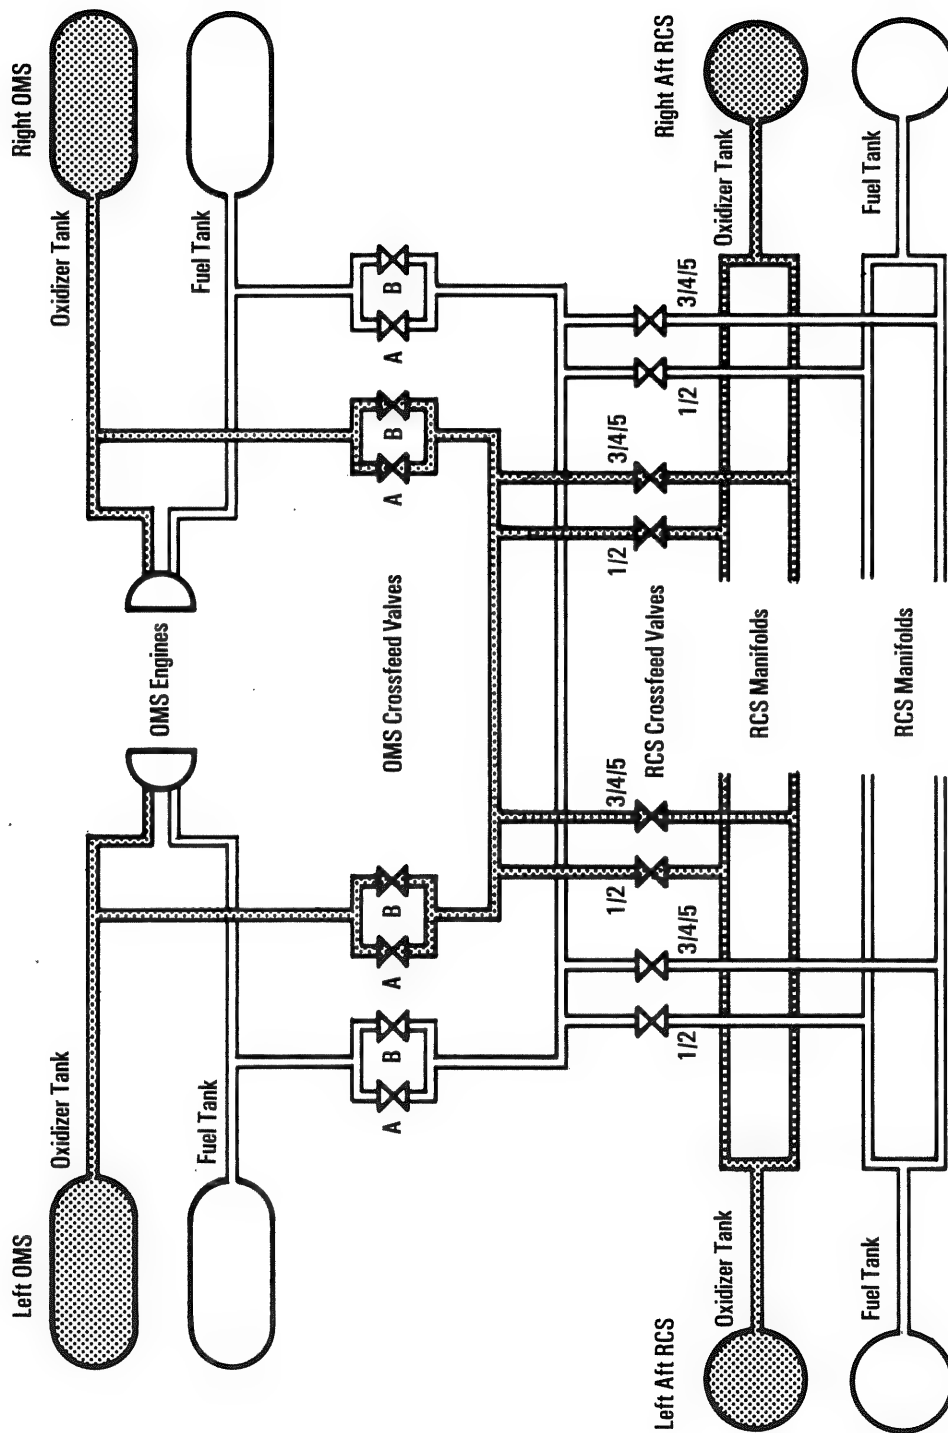 Left OMS
Right OMS
Oxidizer Tank
Oxidizer Tank
OMS Engines
Fuel Tank
Fuel Tank
A
B
A
B
OMS Crossfeed Valves
A
B
A
B
1/2
3/4/5
1/2
3/4/5
RCS Crossfeed Valves
Left Aft RCS
Right Aft RCS
1/2
3/4/5
1/2
3/4/5
Oxidizer Tank
Oxidizer Tank
RCS Manifolds
Fuel Tank
Fuel Tank
RCS Manifolds